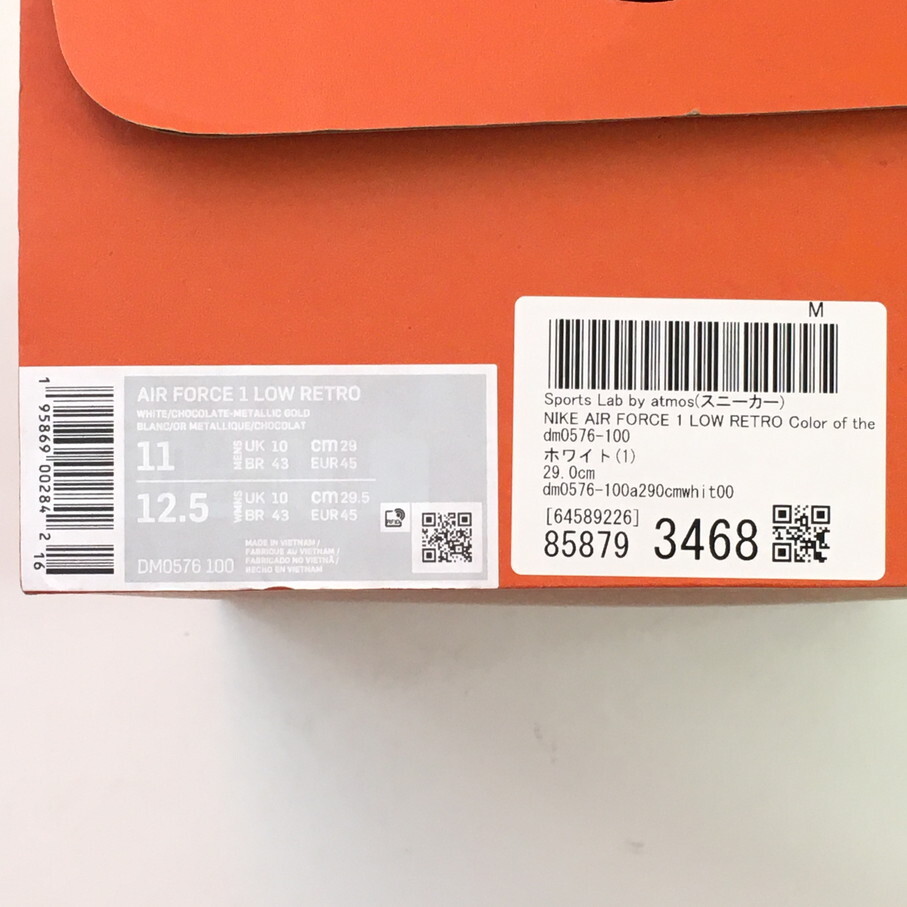 1 95869 00284 2 16
AIR FORCE 1 LOW RETRO
WHITE/CHOCOLATE-METALLIC GOLD
BLANC/OR METALLIQUE/CHOCOLAT
11 MENS UK 10 cm 29
BR 43 EUR 45
12.5 WMNS UK 10 cm 29.5
BR 43 EUR 45
MADE IN VIETNAM /
FABRIQUE AU VIETNAM /
FABRICADO NO VIETNÃ /
HECHO EN VIETNAM
DM0576 100
M
Sports Lab by atmos(スニーカー)
NIKE AIR FORCE 1 LOW RETRO Color of the
dm0576-100
ホワイト(1)
29.0cm
dm0576-100a290cmwhit00
[64589226]
85879 3468